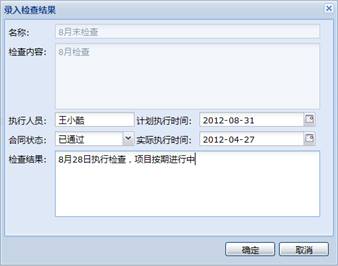 录入检查结果
名称： 8月末检查
检查内容： 8月检查
执行人员： 王小酷 计划执行时间： 2012-08-31
合同状态： 已通过 实际执行时间： 2012-04-27
检查结果： 8月28日执行检查，项目按期进行中
确定 取消